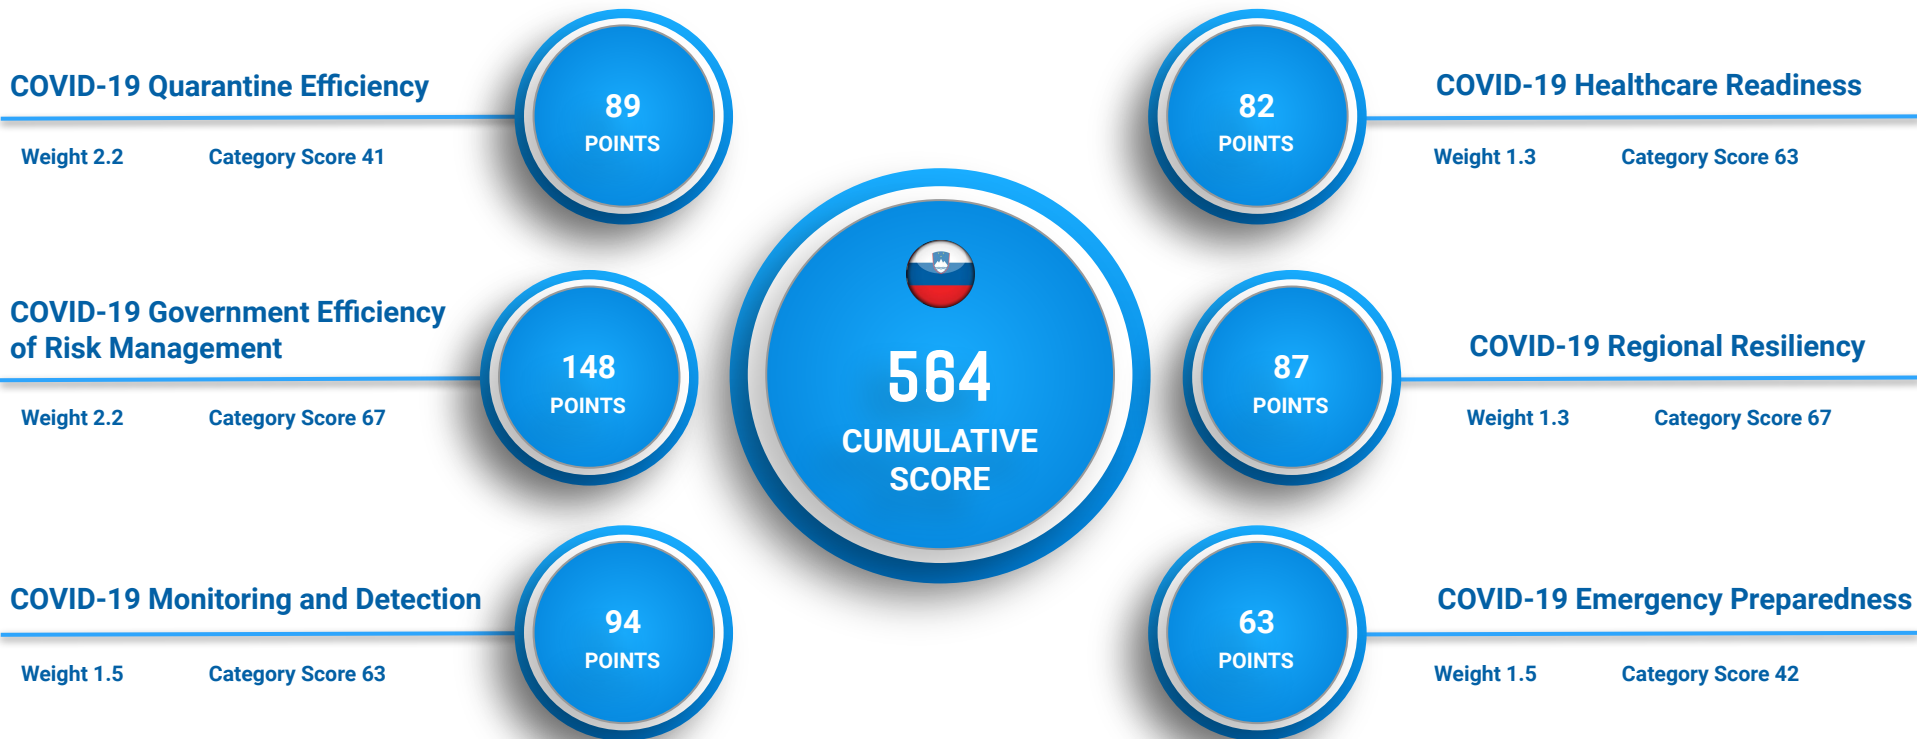 COVID-19 Quarantine Efficiency
Weight 2.2 Category Score 41
89
POINTS
COVID-19 Government Efficiency
of Risk Management
Weight 2.2 Category Score 67
148
POINTS
COVID-19 Monitoring and Detection
Weight 1.5 Category Score 63
94
POINTS
564
CUMULATIVE
SCORE
82
POINTS
COVID-19 Healthcare Readiness
Weight 1.3 Category Score 63
87
POINTS
COVID-19 Regional Resiliency
Weight 1.3 Category Score 67
63
POINTS
COVID-19 Emergency Preparedness
Weight 1.5 Category Score 42